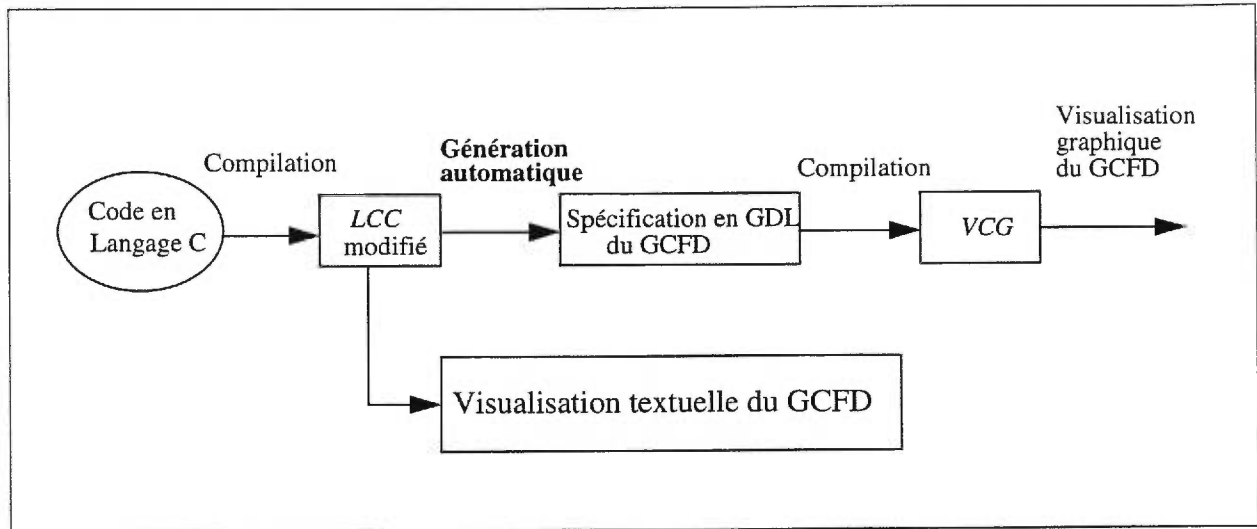 Visualisation
graphique
du GCFD
Génération
automatique
Compilation
Compilation
Code en
Langage C
LCC
modifié
Spécification en GDL
du GCFD
VCG
Visualisation textuelle du GCFD